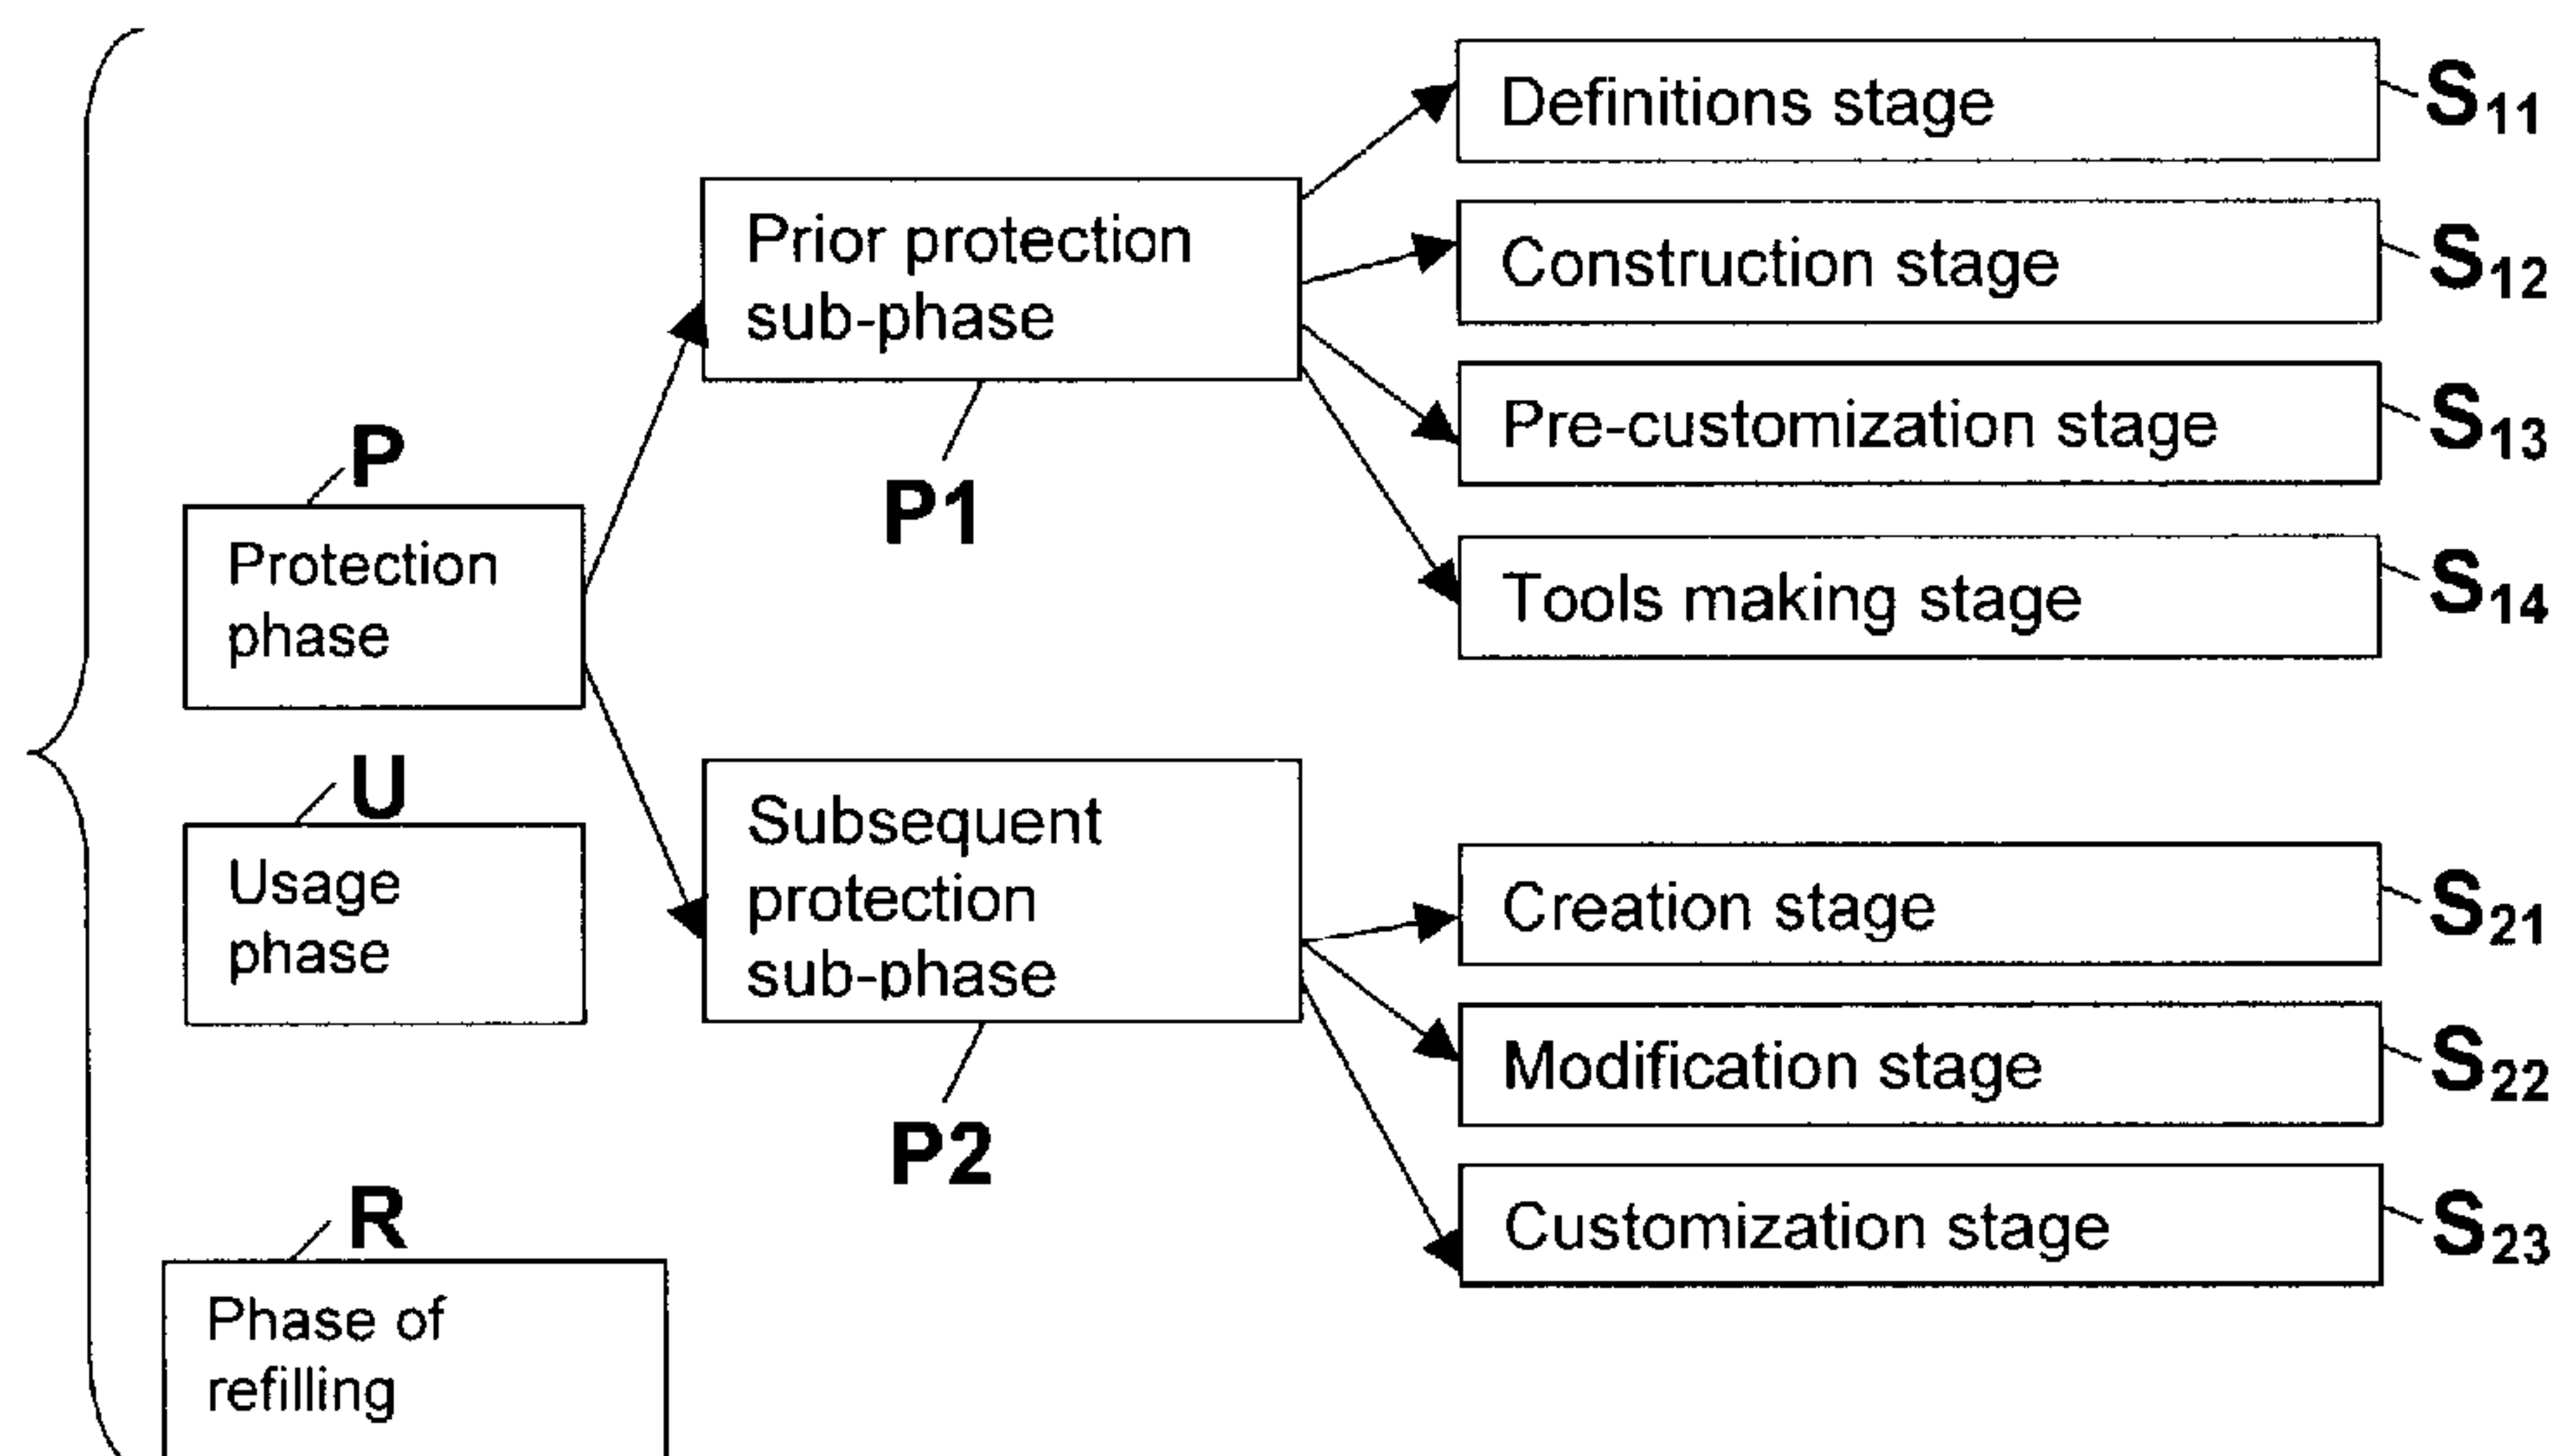 Definitions stage
S11
Prior protection
sub-phase
Construction stage
S12
Pre-customization stage
S13
P
P1
Protection
phase
Tools making stage
S14
U
Usage
phase
Subsequent
protection
sub-phase
Creation stage
S21
Modification stage
S22
P2
R
Customization stage
S23
Phase of
refilling